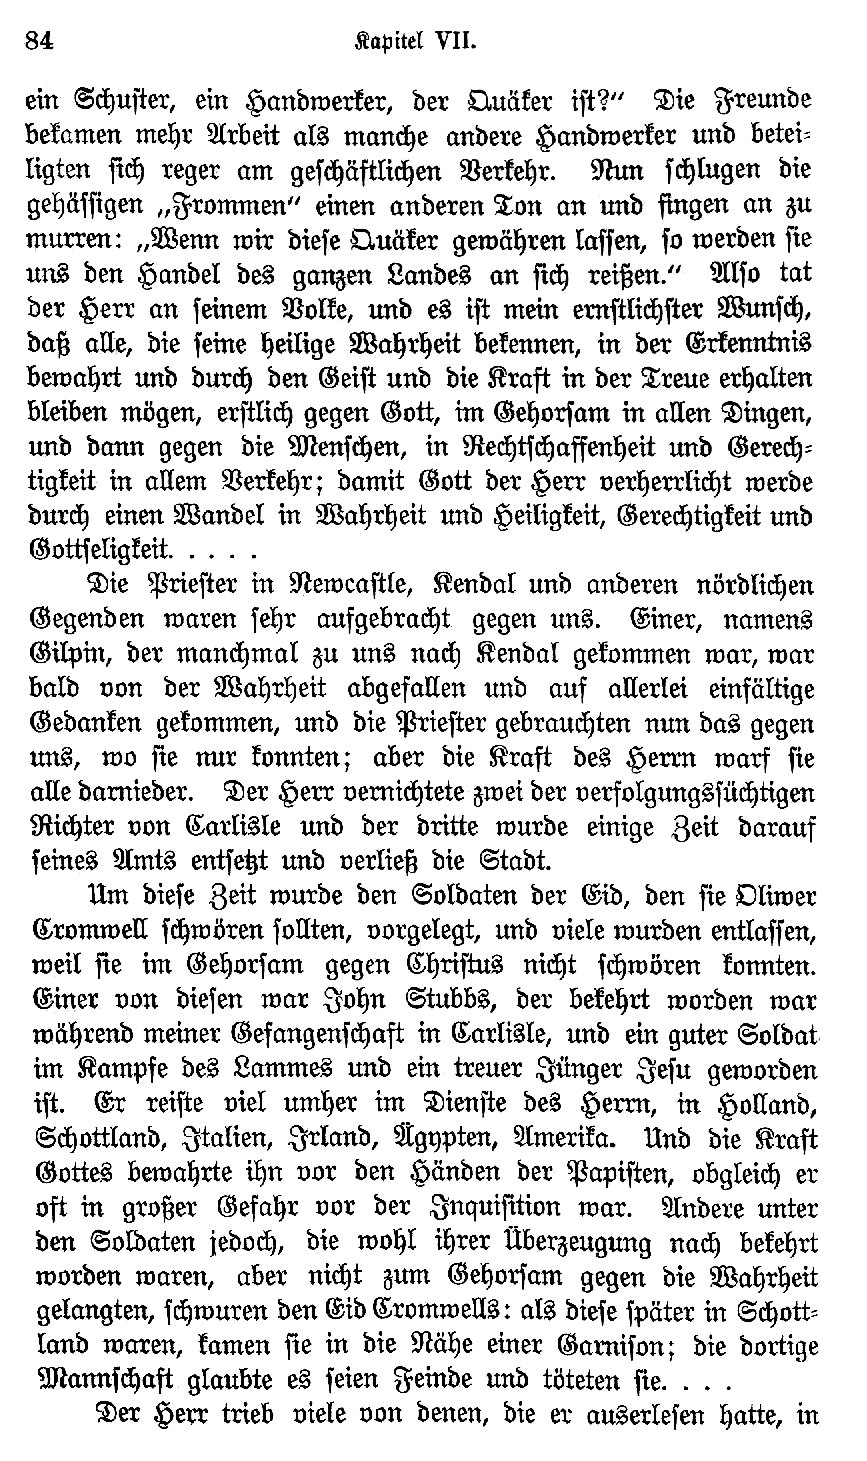 84 Kapitel VII.
ein Schuster, ein Handwerker, der Quäker ist?“ Die Freunde
bekamen mehr Arbeit als manche andere Handwerker und betei-
ligten sich reger am geschäftlichen Verkehr. Nun schlugen die
gehässigen „Frommen“ einen anderen Ton an und fingen an zu
murren: „Wenn wir diese Quäker gewähren lassen, so werden sie
uns den Handel des ganzen Landes an sich reißen.“ Also tat
der Herr an seinem Volke, und es ist mein ernstlichster Wunsch,
daß alle, die seine heilige Wahrheit bekennen, in der Erkenntnis
bewahrt und durch den Geist und die Kraft in der Treue erhalten
bleiben mögen, erstlich gegen Gott, im Gehorsam in allen Dingen,
und dann gegen die Menschen, in Rechtschaffenheit und Gerech-
tigkeit in allem Verkehr; damit Gott der Herr verherrlicht werde
durch einen Wandel in Wahrheit und Heiligkeit, Gerechtigkeit und
Gottseligkeit. . . . .
Die Priester in Newcastle, Kendal und anderen nördlichen
Gegenden waren sehr aufgebracht gegen uns. Einer, namens
Gilpin, der manchmal zu uns nach Kendal gekommen war, war
bald von der Wahrheit abgefallen und auf allerlei einfältige
Gedanken gekommen, und die Priester gebrauchten nun das gegen
uns, wo sie nur konnten; aber die Kraft des Herrn warf sie
alle darnieder. Der Herr vernichtete zwei der verfolgungssüchtigen
Richter von Carlisle und der dritte wurde einige Zeit darauf
seines Amts entsetzt und verließ die Stadt.
Um diese Zeit wurde den Soldaten der Eid, den sie Oliwer
Cromwell schwören sollten, vorgelegt, und viele wurden entlassen,
weil sie im Gehorsam gegen Christus nicht schwören konnten.
Einer von diesen war John Stubbs, der bekehrt worden war
während meiner Gefangenschaft in Carlisle, und ein guter Soldat
im Kampfe des Lammes und ein treuer Jünger Jesu geworden
ist. Er reiste viel umher im Dienste des Herrn, in Holland,
Schottland, Italien, Irland, Ägypten, Amerika. Und die Kraft
Gottes bewahrte ihn vor den Händen der Papisten, obgleich er
oft in großer Gefahr vor der Inquisition war. Andere unter
den Soldaten jedoch, die wohl ihrer Überzeugung nach bekehrt
worden waren, aber nicht zum Gehorsam gegen die Wahrheit
gelangten, schwuren den Eid Cromwells: als diese später in Schott-
land waren, kamen sie in die Nähe einer Garnison; die dortige
Mannschaft glaubte es seien Feinde und töteten sie. . . .
Der Herr trieb viele von denen, die er auserlesen hatte, in